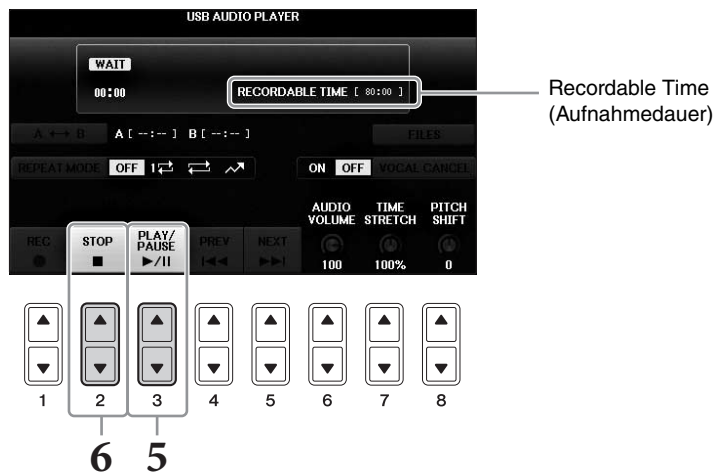 USB AUDIO PLAYER
WAIT
00:00
RECORDABLE TIME [ 80:00 ]
Recordable Time
(Aufnahmedauer)
A ↔ B A [ --:-- ] B [ --:-- ]
FILES
REPEAT MODE OFF 1
ON OFF VOCAL CANCEL
AUDIO VOLUME
TIME STRETCH
PITCH SHIFT
REC
STOP
PLAY/
PAUSE
PREV
NEXT
100 100% 0
1 2 3 4 5 6 7 8
6 5